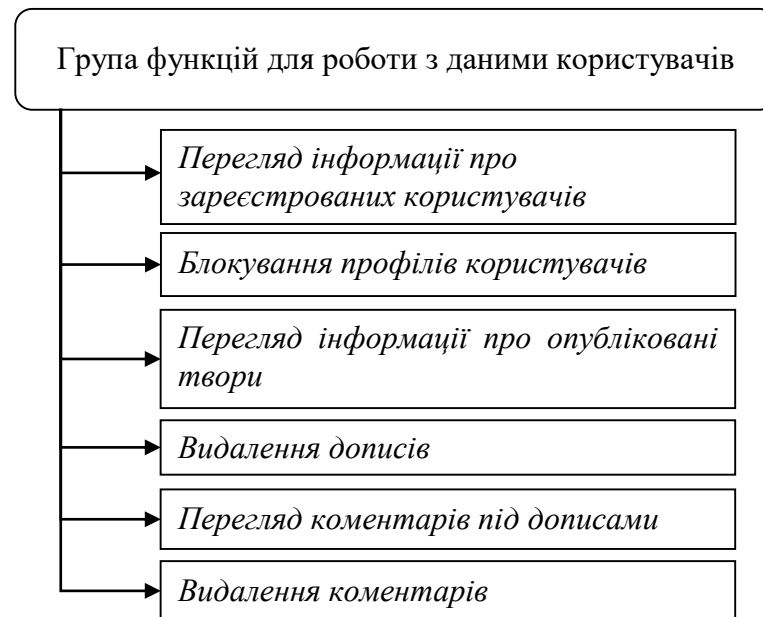 Група функцій для роботи з даними користувачів
Перегляд інформації про
зареєстрованих користувачів
Блокування профілів користувачів
Перегляд інформації про опубліковані
твори
Видалення дописів
Перегляд коментарів під дописами
Видалення коментарів